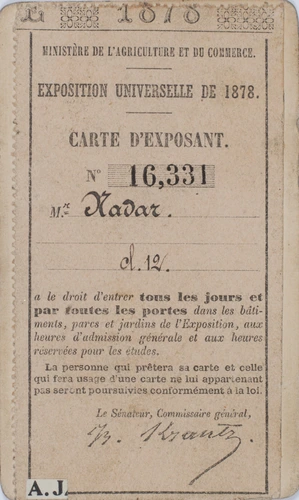 1878
MINISTÈRE DE L'AGRICULTURE ET DU COMMERCE.
EXPOSITION UNIVERSELLE DE 1878.
CARTE D'EXPOSANT.
N° 16,331
Mr. Nadar.
cl. 12.
a le droit d'entrer tous les jours et
par toutes les portes dans les bâti-
ments, parcs et jardins de l'Exposition, aux
heures d'admission générale et aux heures
réservées pour les études.
La personne qui prêtera sa carte et celle
qui fera usage d'une carte ne lui appartenant
pas seront poursuivies conformément à la loi.
Le Sénateur, Commissaire général,
Krantz
A.J.